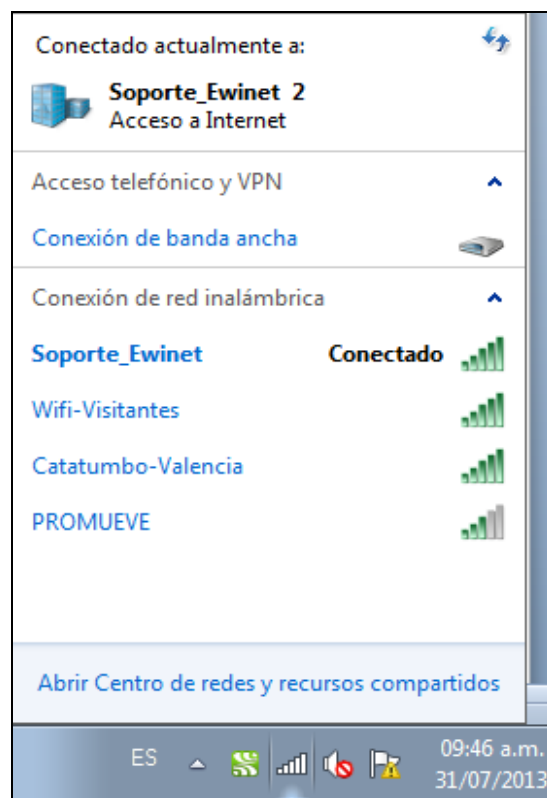 Conectado actualmente a:
Soporte_Ewinet 2
Acceso a Internet
Acceso telefónico y VPN
Conexión de banda ancha
Conexión de red inalámbrica
Soporte_Ewinet Conectado
Wifi-Visitantes
Catatumbo-Valencia
PROMUEVE
Abrir Centro de redes y recursos compartidos
ES 09:46 a.m.
31/07/2013